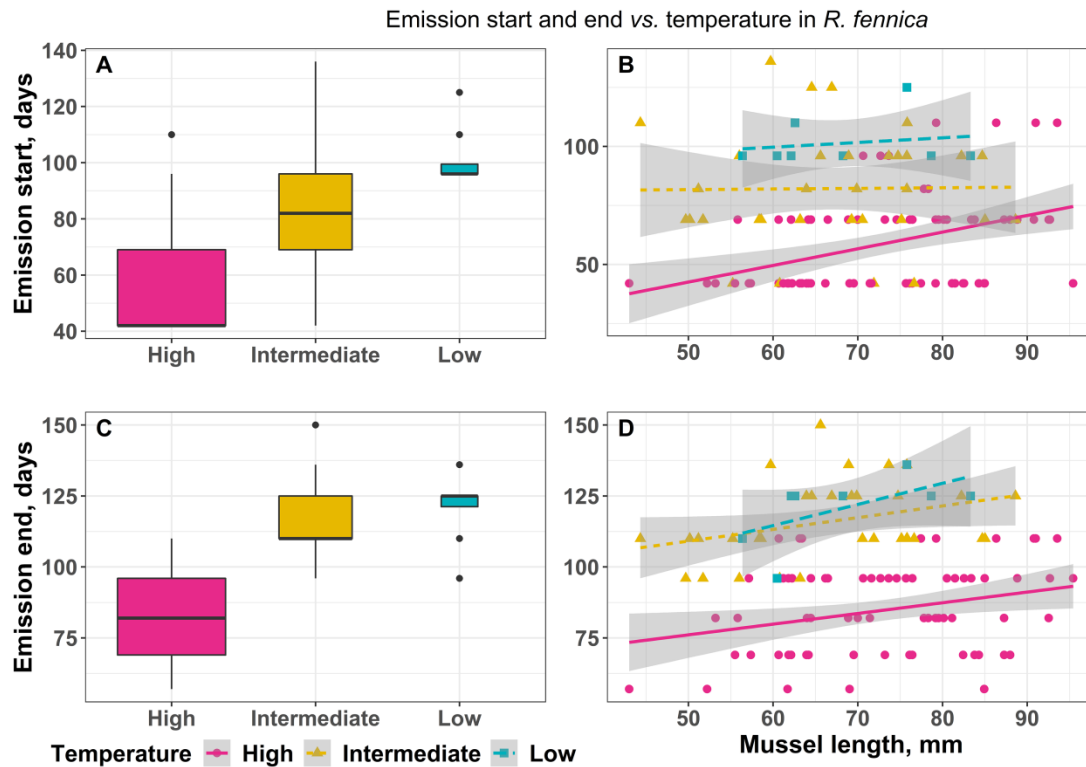 Emission start and end vs. temperature in R. fennica
A
Emission start, days
140
120
100
80
60
40
High Intermediate Low
B
100
50
50 60 70 80 90
C
Emission end, days
150
125
100
75
High Intermediate Low
D
150
125
100
75
50 60 70 80 90
Mussel length, mm
Temperature High Intermediate Low